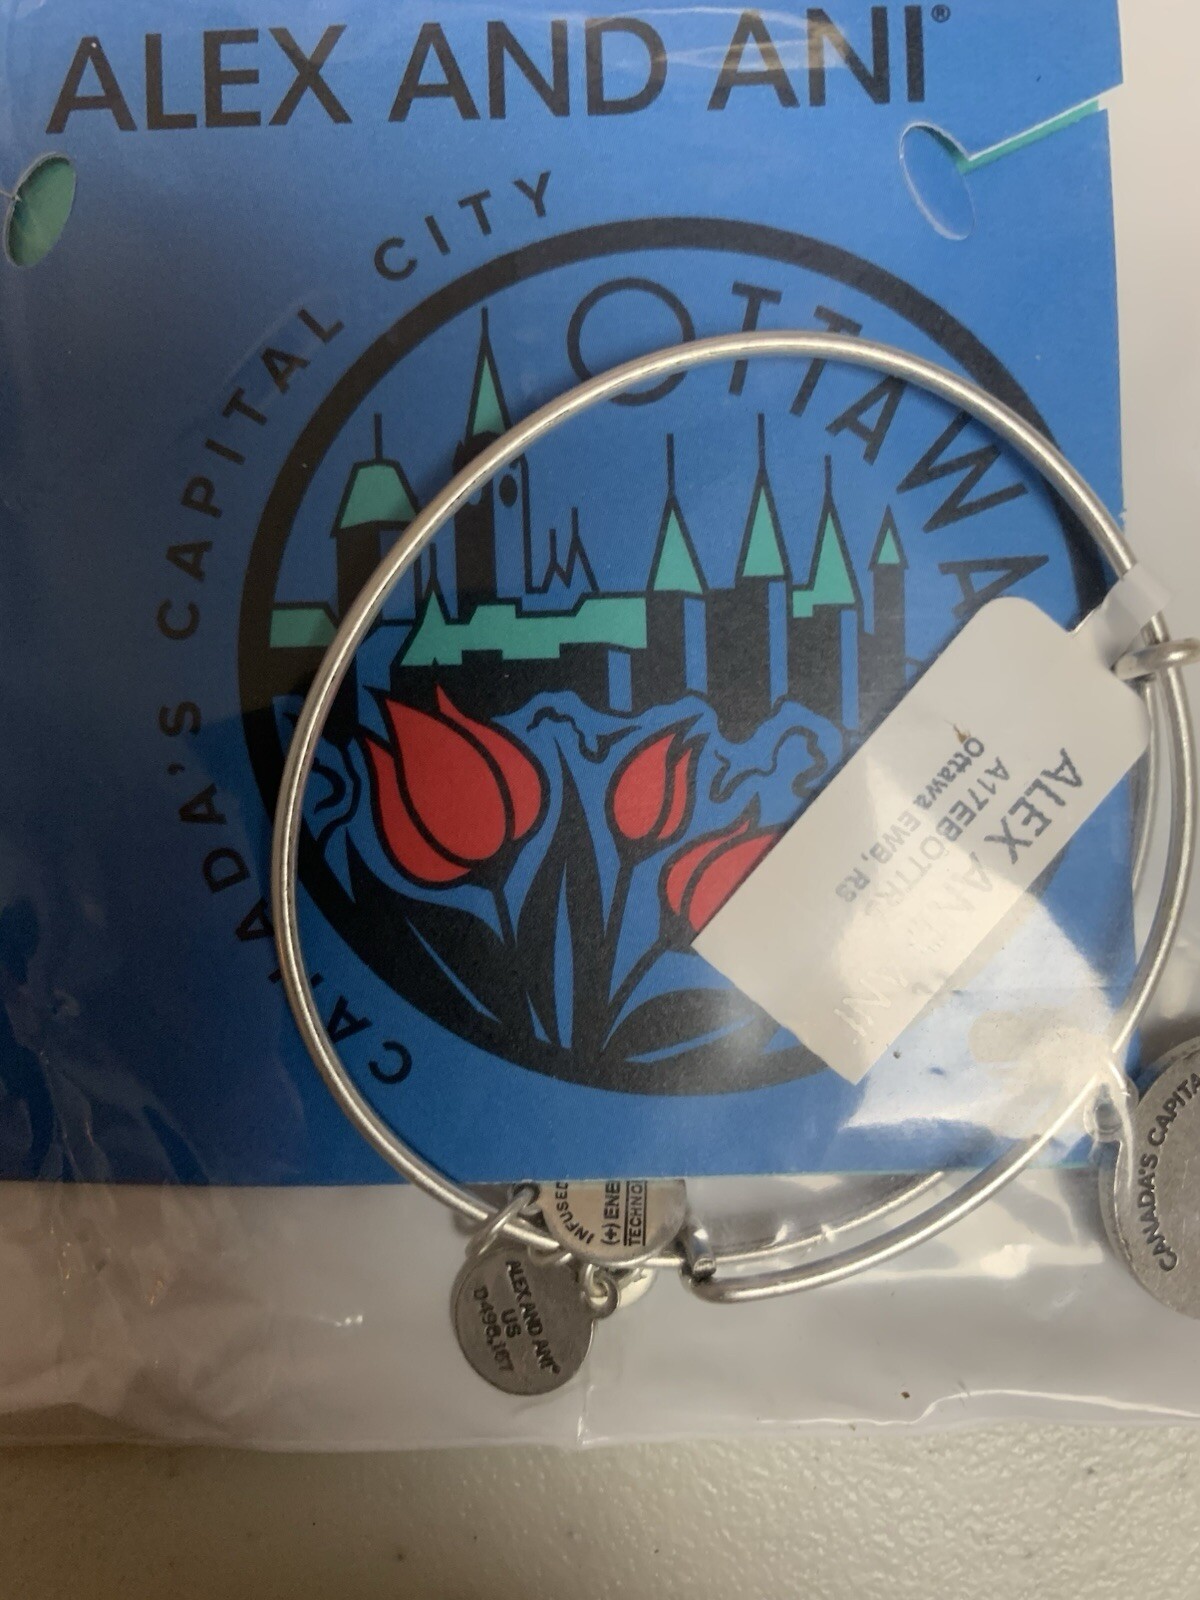 ALEX AND ANI®
CANADA'S CAPITAL CITY
OTTAWA
ALEX AND ANI
Ottawa EWB, RS
INFUSED
(+) ENE
TECHNO
ALEX AND ANI®
US
D498,167
CANADA'S CAPITA